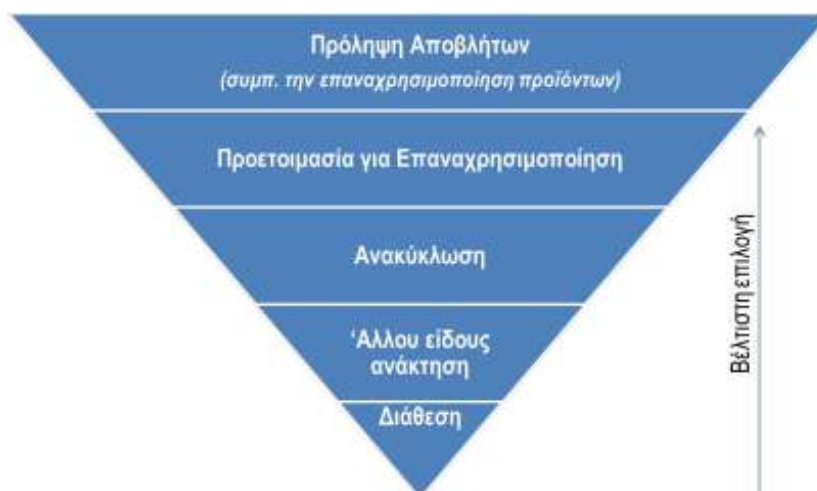 Πρόληψη Αποβλήτων
(συμπ. την επαναχρησιμοποίηση προϊόντων)
Προετοιμασία για Επαναχρησιμοποίηση
Ανακύκλωση
‘Αλλου είδους
ανάκτηση
Διάθεση
Βέλτιστη επιλογή